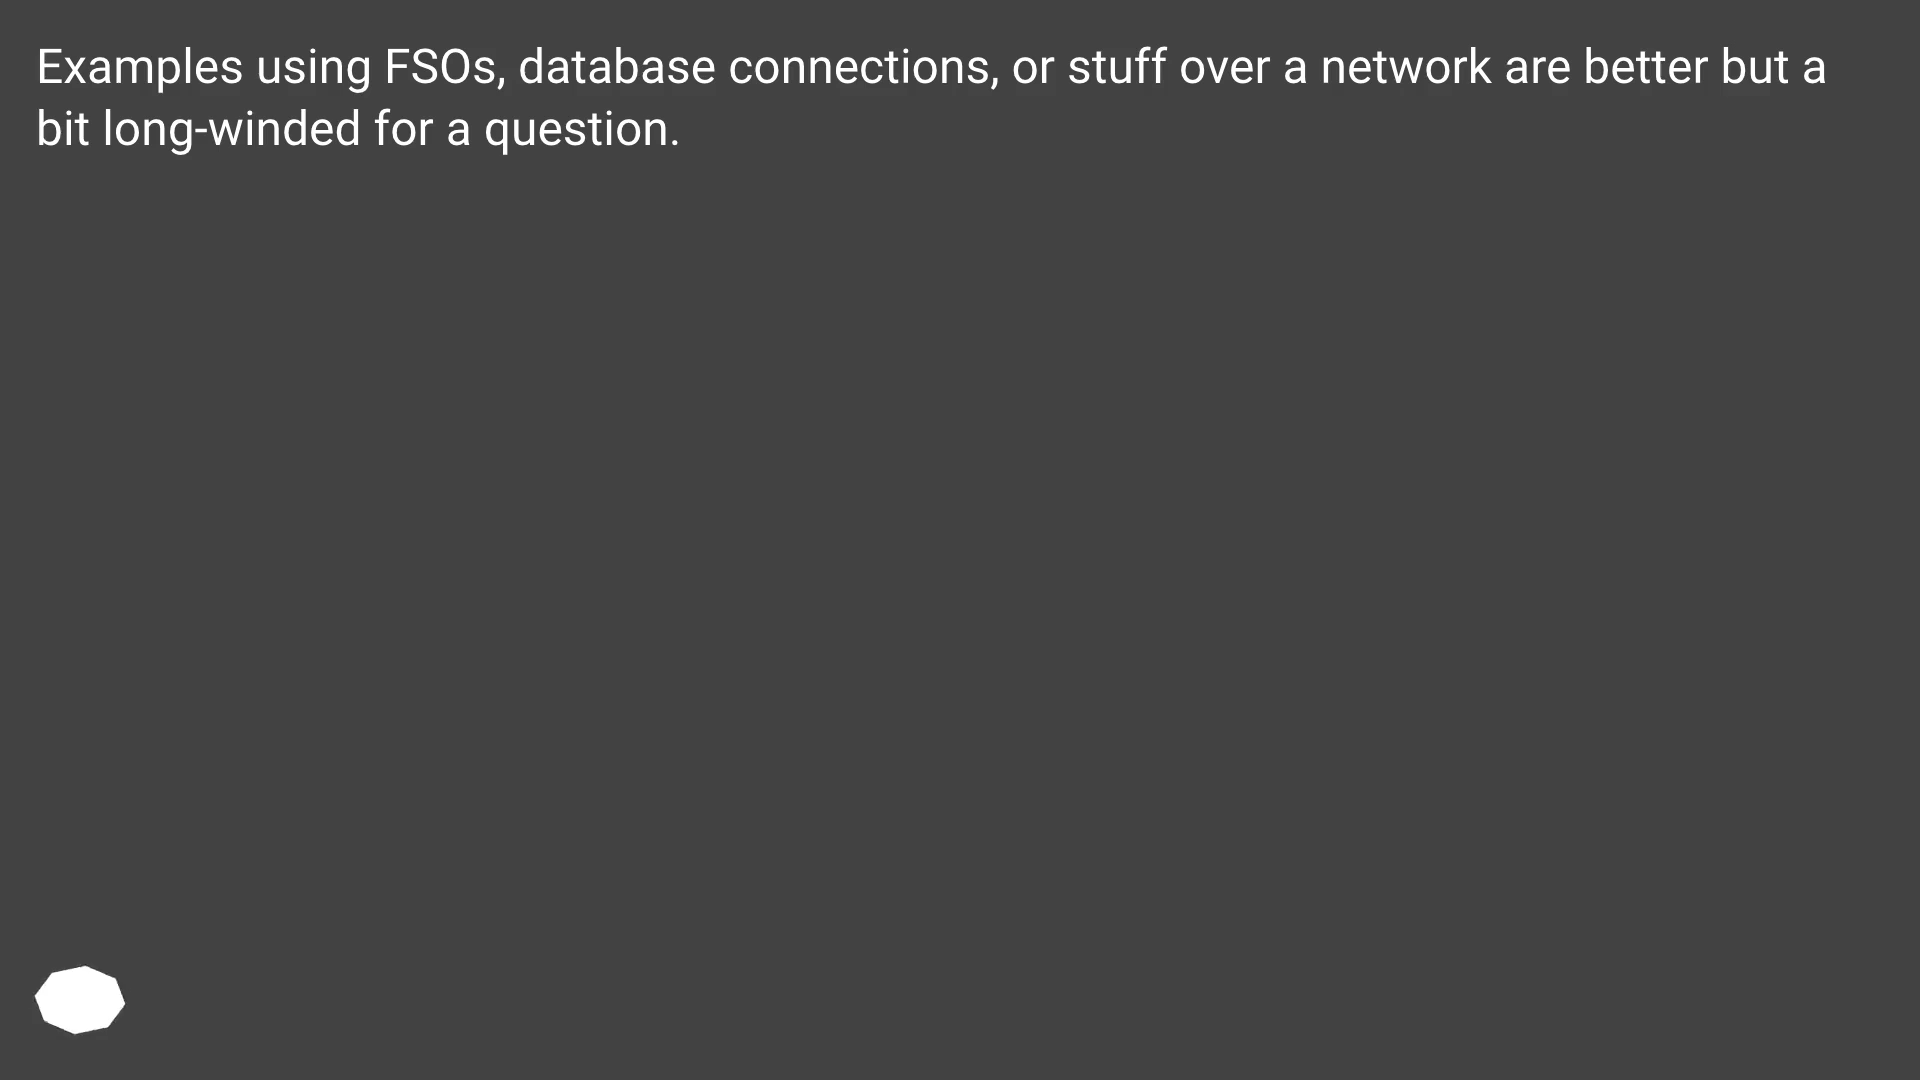 Examples using FSOs, database connections, or stuff over a network are better but a
bit long-winded for a question.